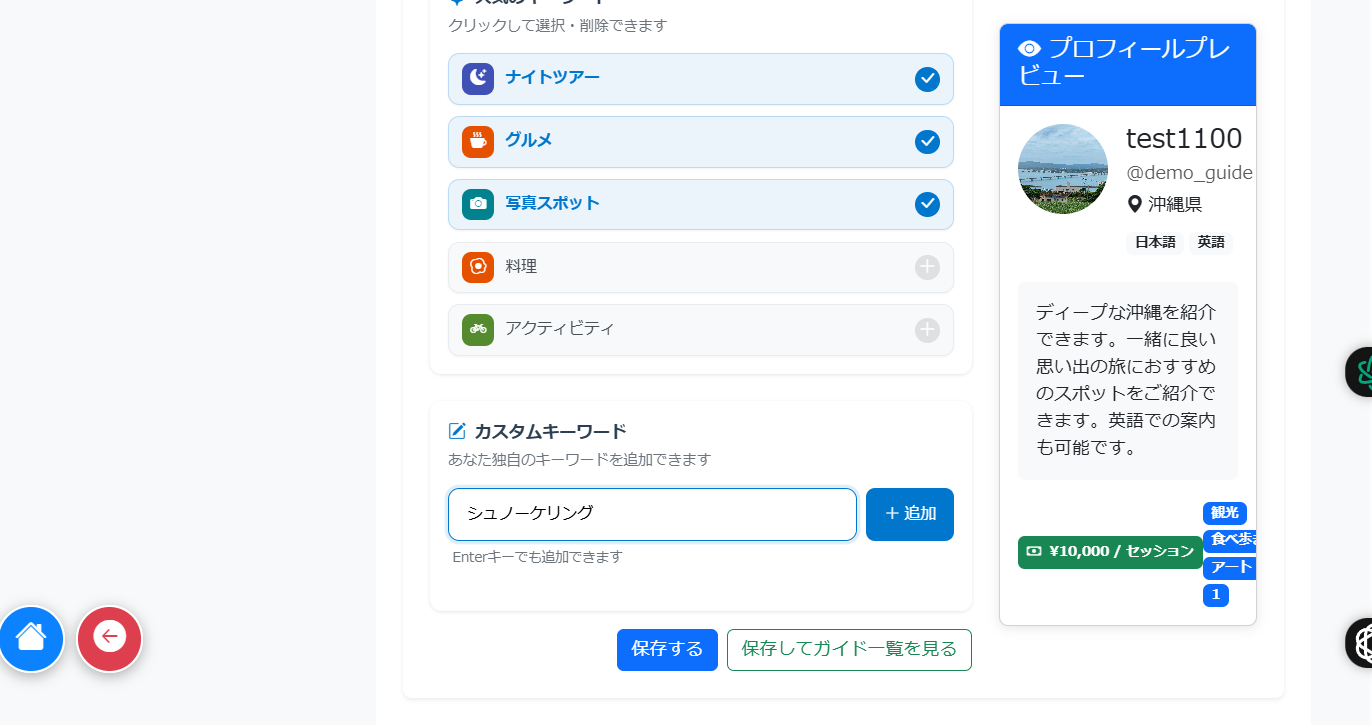 クリックして選択・削除できます
ナイトツアー
グルメ
写真スポット
料理
アクティビティ
カスタムキーワード
あなた独自のキーワードを追加できます
シュノーケリング
+ 追加
Enterキーでも追加できます
保存する
保存してガイド一覧を見る
プロフィールプレ
ビュー
test1100
@demo_guide
沖縄県
日本語 英語
ディープな沖縄を紹介
できます。一緒に良い
思い出の旅におすすめ
のスポットをご紹介で
きます。英語での案内
も可能です。
¥10,000 / セッション
観光
食べ歩き
アート
1